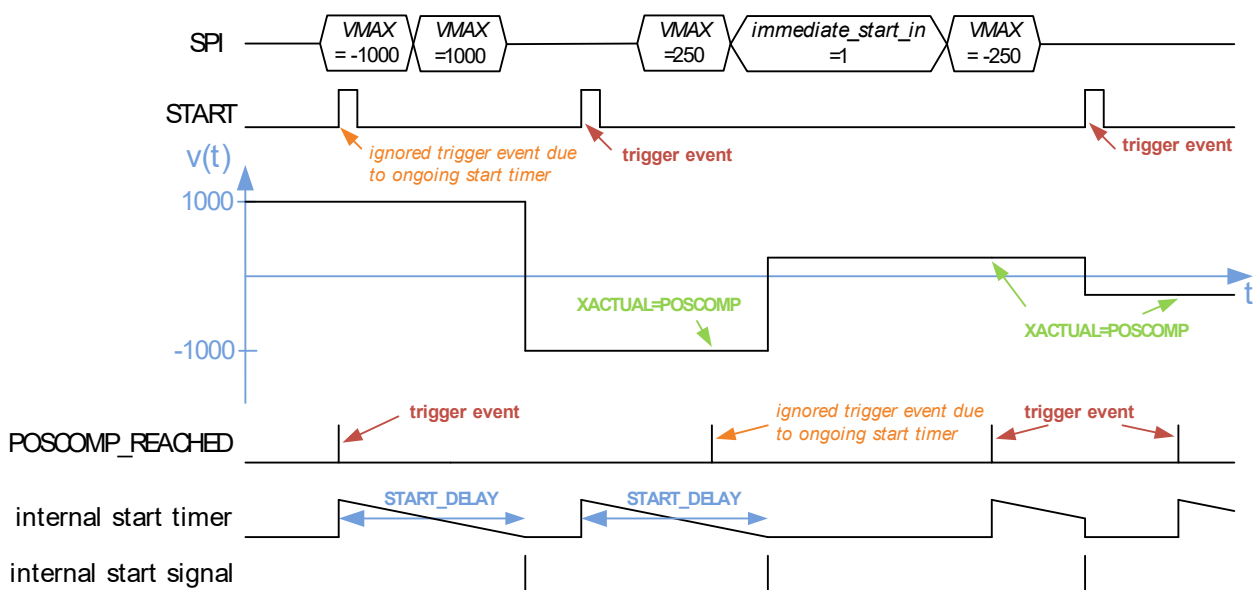 SPI
VMAX
= -1000
VMAX
=1000
VMAX
=250
immediate_start_in
=1
VMAX
= -250
START
ignored trigger event due
to ongoing start timer
trigger event
trigger event
v(t)
1000
XACTUAL=POSCOMP
XACTUAL=POSCOMP
t
-1000
POSCOMP_REACHED
trigger event
ignored trigger event due
to ongoing start timer
trigger event
internal start timer
START_DELAY
START_DELAY
internal start signal